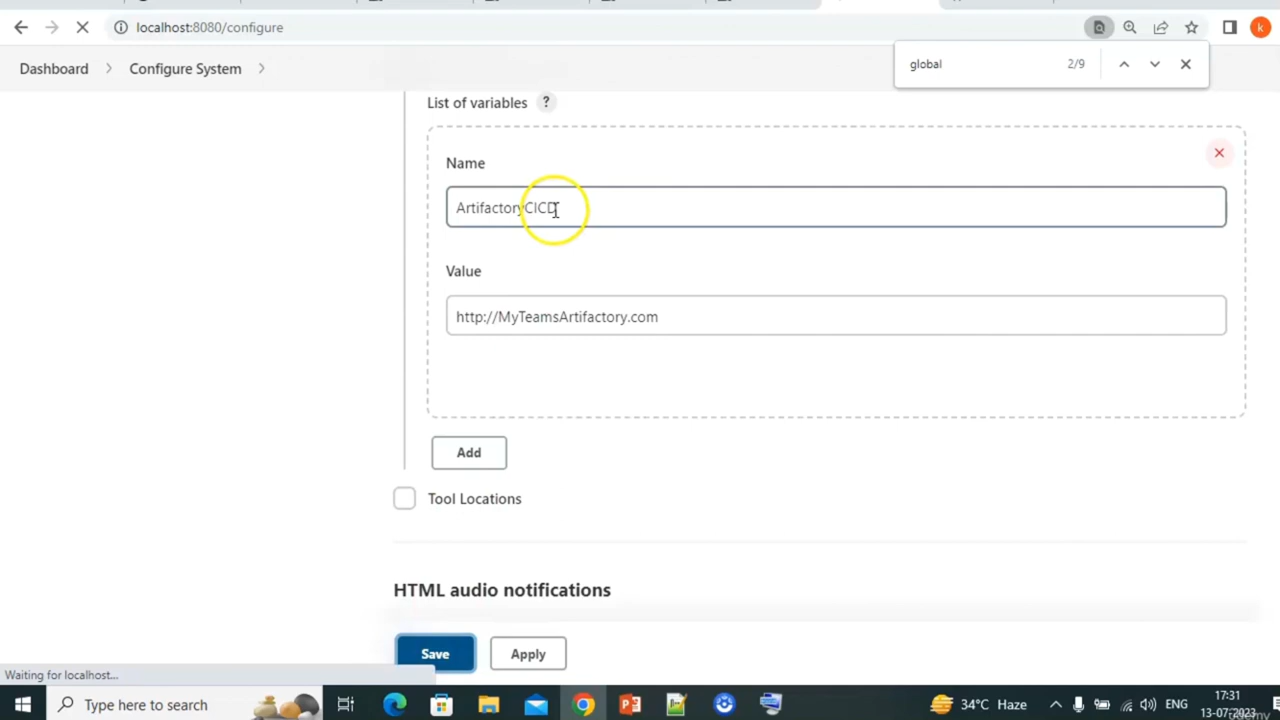 localhost:8080/configure
global 2/9
Dashboard Configure System
List of variables ?
Name
ArtifactoryCICD
Value
http://MyTeamsArtifactory.com
Add
Tool Locations
HTML audio notifications
Save Apply
Waiting for localhost...
Type here to search
34°C Haze
ENG
17:31
13-07-2023